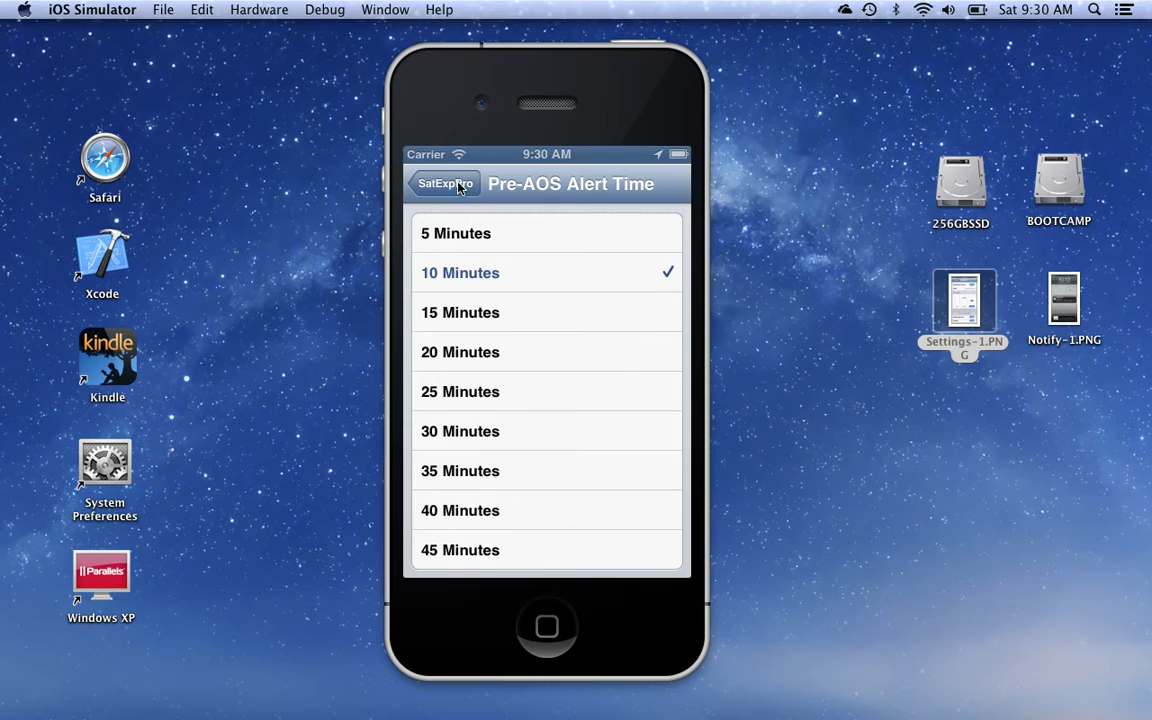 iOS Simulator File Edit Hardware Debug Window Help Sat 9:30 AM
Carrier 9:30 AM
SatExpPro Pre-AOS Alert Time
5 Minutes
10 Minutes
15 Minutes
20 Minutes
25 Minutes
30 Minutes
35 Minutes
40 Minutes
45 Minutes
Safari
Xcode
kindle
Kindle
System
Preferences
Parallels
Windows XP
256GBSSD
BOOTCAMP
Settings-1.PN
G
Notify-1.PNG